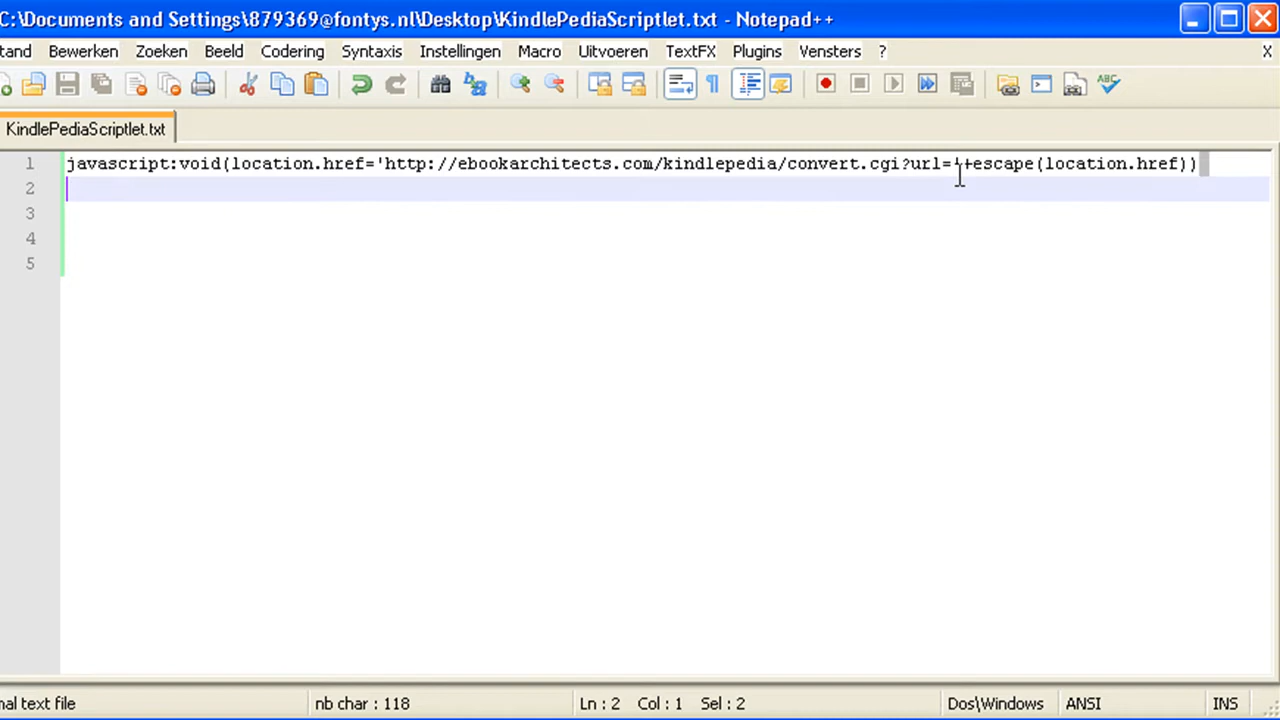 C:\Documents and Settings\879369@fontys.nl\Desktop\KindlePediaScriptlet.txt - Notepad++
tand Bewerken Zoeken Beeld Codering Syntaxis Instellingen Macro Uitvoeren TextFX Plugins Vensters ? X
KindlePediaScriptlet.txt
1 javascript:void(location.href='http://ebookarchitects.com/kindlepedia/convert.cgi?url='+escape(location.href))
2
3
4
5
mal text file nb char : 118 Ln : 2 Col : 1 Sel : 2 Dos\Windows ANSI INS